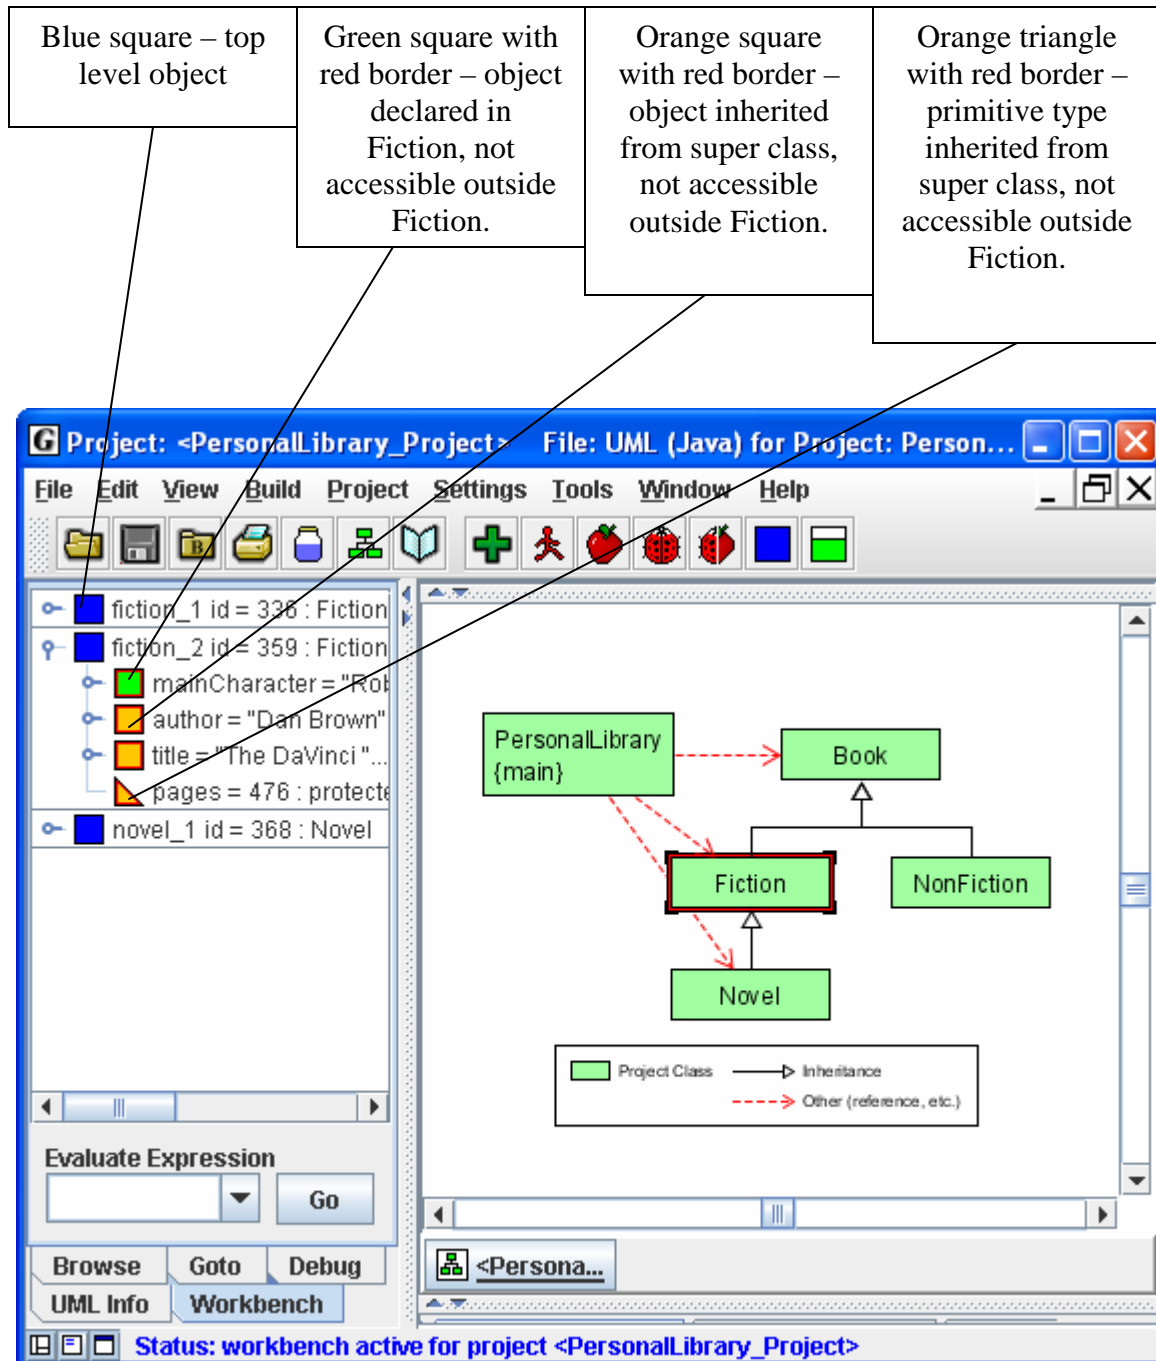 Blue square – top
level object
Green square with
red border – object
declared in
Fiction, not
accessible outside
Fiction.
Orange square
with red border –
object inherited
from super class,
not accessible
outside Fiction.
Orange triangle
with red border –
primitive type
inherited from
super class, not
accessible outside
Fiction.
G Project: <PersonalLibrary_Project> File: UML (Java) for Project: Person...
File Edit View Build Project Settings Tools Window Help
B
fiction_1 id = 336 : Fiction
fiction_2 id = 359 : Fiction
mainCharacter = "Rob
author = "Dan Brown"
title = "The DaVinci "...
pages = 476 : protecte
novel_1 id = 368 : Novel
PersonalLibrary
{main}
Book
Fiction
NonFiction
Novel
Project Class
Inheritance
Other (reference, etc.)
Evaluate Expression
Go
Browse Goto Debug
UML Info Workbench
<Persona...
Status: workbench active for project <PersonalLibrary_Project>